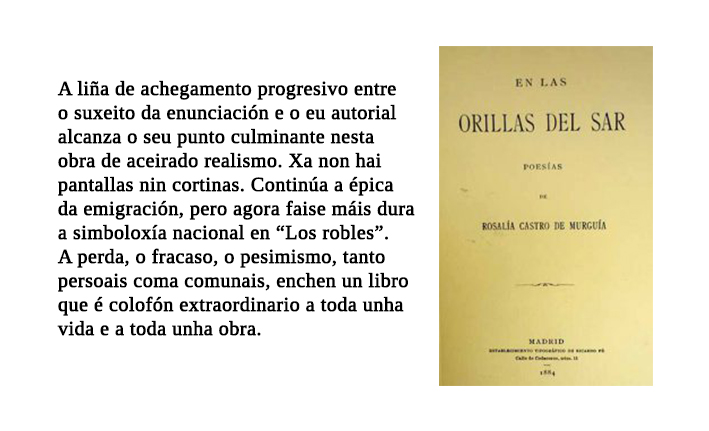 A liña de achegamento progresivo entre
o suxeito da enunciación e o eu autorial
alcanza o seu punto culminante nesta
obra de aceirado realismo. Xa non hai
pantallas nin cortinas. Continúa a épica
da emigración, pero agora faise máis dura
a simboloxía nacional en “Los robles”.
A perda, o fracaso, o pesimismo, tanto
persoais coma comunais, enchen un libro
que é colofón extraordinario a toda unha
vida e a toda unha obra.
EN LAS
ORILLAS DEL SAR
POESÍAS
DE
ROSALÍA CASTRO DE MURGUÍA
MADRID
ESTABLECIMIENTO TIPOGRÁFICO DE RICARDO FÉ
Calle de Cedaceros, núm. 11
1884